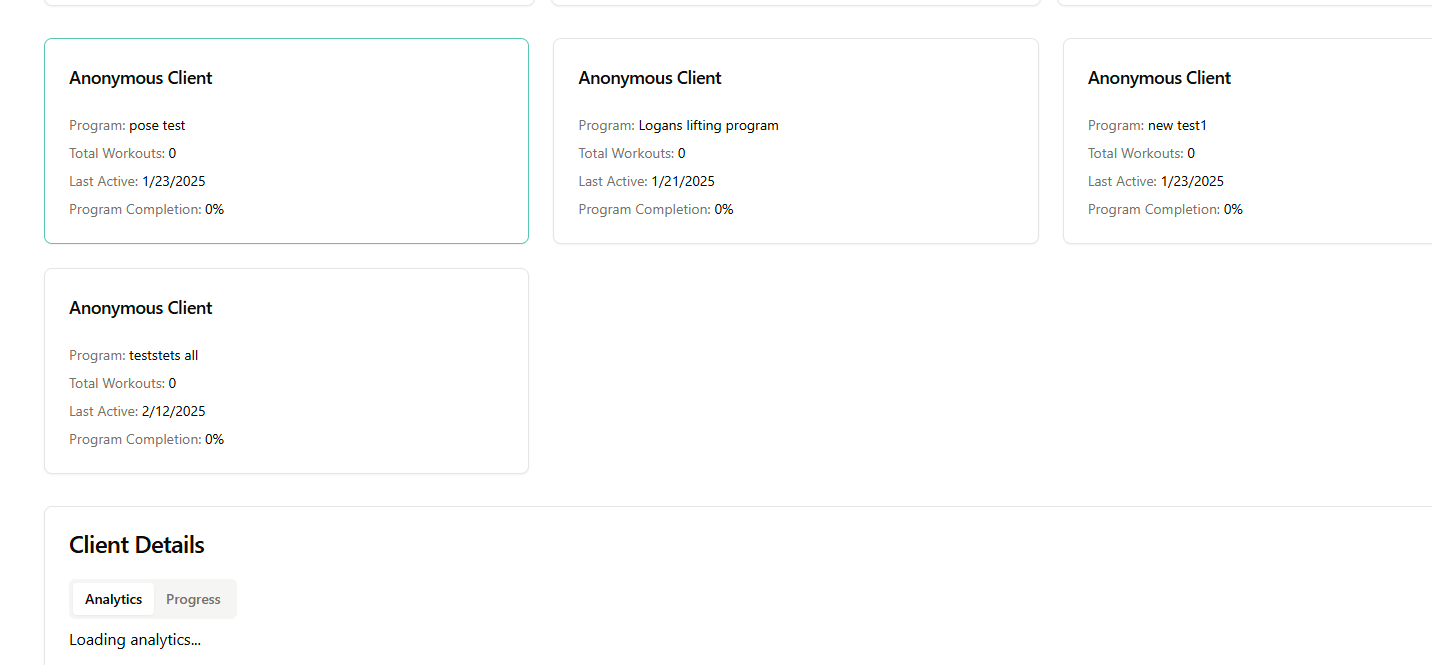 Anonymous Client
Program: pose test
Total Workouts: 0
Last Active: 1/23/2025
Program Completion: 0%
Anonymous Client
Program: Logans lifting program
Total Workouts: 0
Last Active: 1/21/2025
Program Completion: 0%
Anonymous Client
Program: new test1
Total Workouts: 0
Last Active: 1/23/2025
Program Completion: 0%
Anonymous Client
Program: teststets all
Total Workouts: 0
Last Active: 2/12/2025
Program Completion: 0%
Client Details
Analytics Progress
Loading analytics...